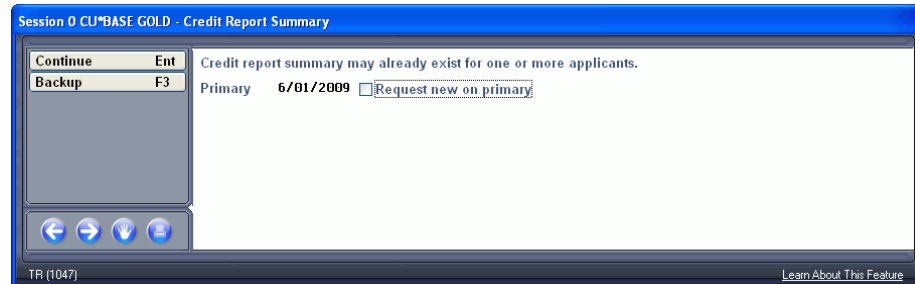 Session 0 CU*BASE GOLD - Credit Report Summary
Continue Ent
Backup F3
Credit report summary may already exist for one or more applicants.
Primary 6/01/2009 Request new on primary
TR (1047)
Learn About This Feature